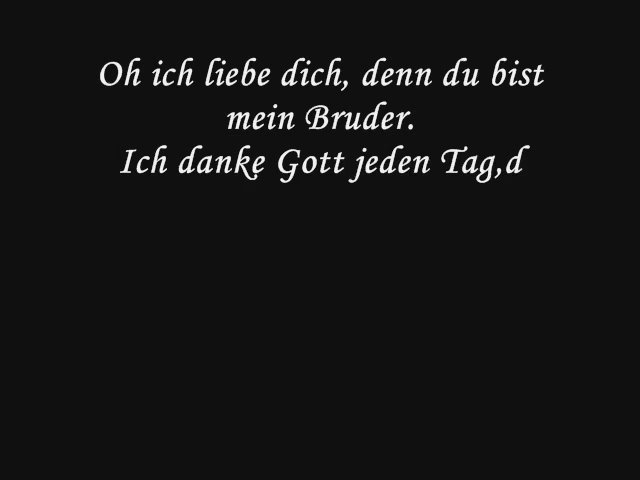 Oh ich liebe dich, denn du bist
mein Bruder.
Ich danke Gott jeden Tag,d